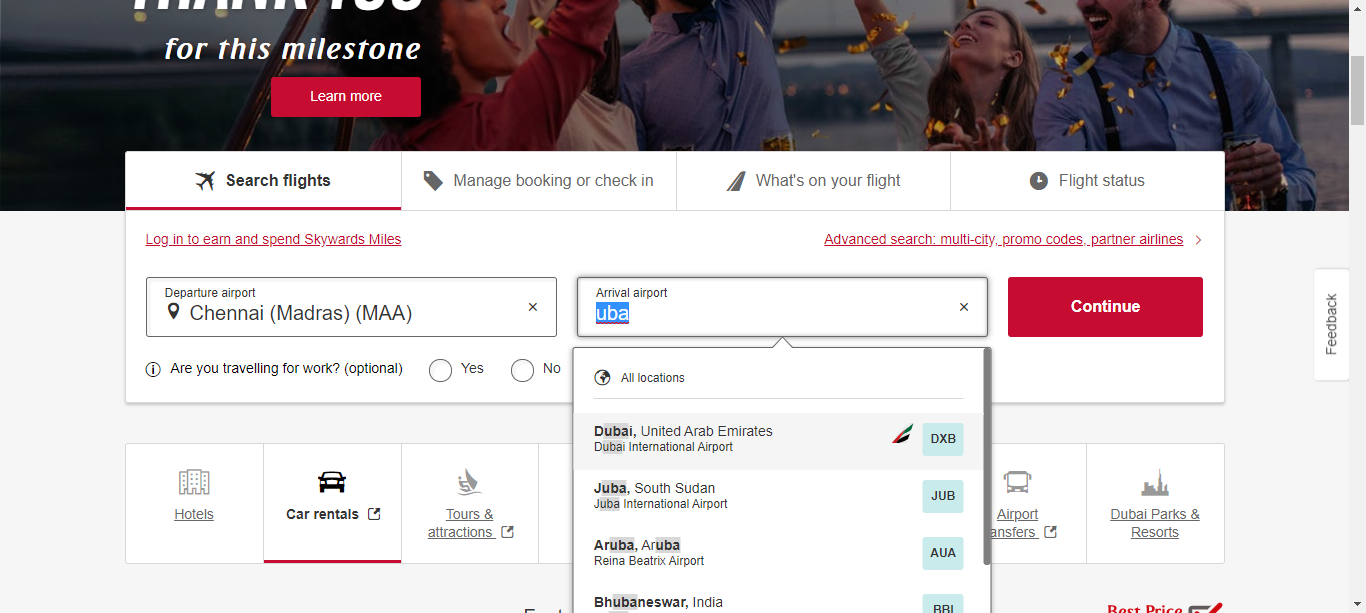 THANK YOU
for this milestone
Learn more
Search flights
Manage booking or check in
What's on your flight
Flight status
Log in to earn and spend Skywards Miles
Advanced search: multi-city, promo codes, partner airlines
Departure airport
Chennai (Madras) (MAA)
Arrival airport
uba
Continue
Are you travelling for work? (optional)
Yes
No
All locations
Dubai, United Arab Emirates
Dubai International Airport
DXB
Juba, South Sudan
Juba International Airport
JUB
Aruba, Aruba
Reina Beatrix Airport
AUA
Bhubaneswar, India
BBI
Hotels
Car rentals
Tours &
attractions
Airport
ansfers
Dubai Parks &
Resorts
Best Price
Feedback